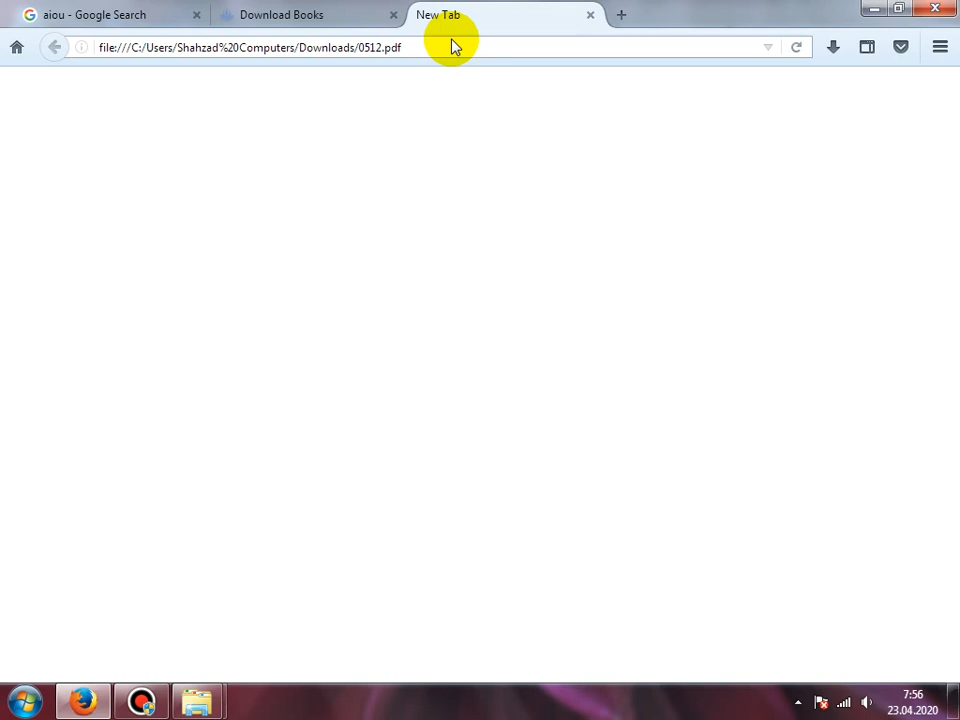 aiou - Google Search
Download Books
New Tab
file:///C:/Users/Shahzad%20Computers/Downloads/0512.pdf
7:56
23.04.2020